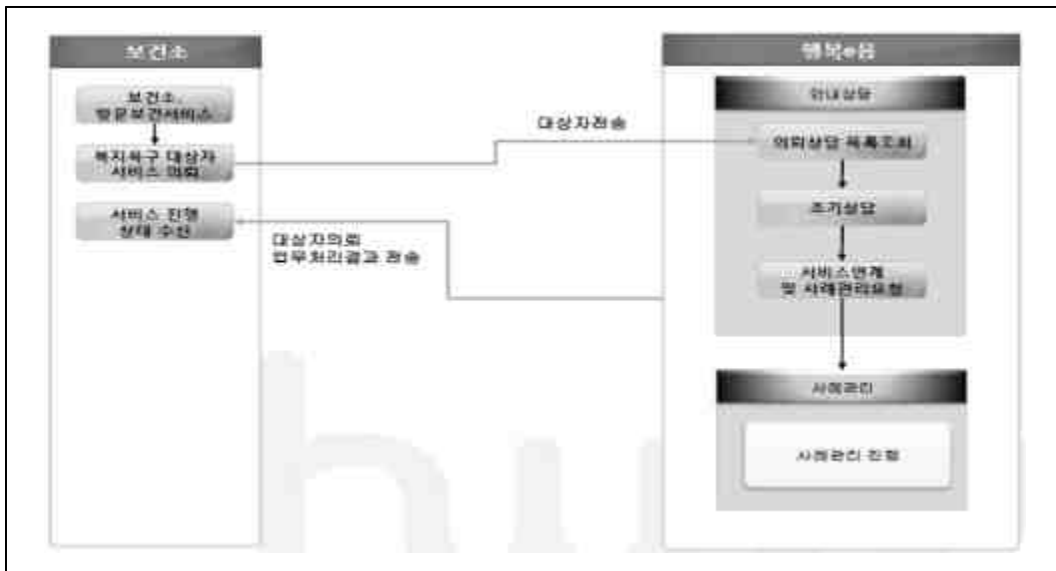 보건소
보건소,
방문보건서비스
복지욕구 대상자
서비스 의뢰
서비스 진행
상태 수신
대상자전송
대상자의뢰
업무처리결과 전송
행복e음
안내상담
의뢰상담 목록조회
초기상담
서비스연계
및 사례관리요청
사례관리
사례관리 진행
hu